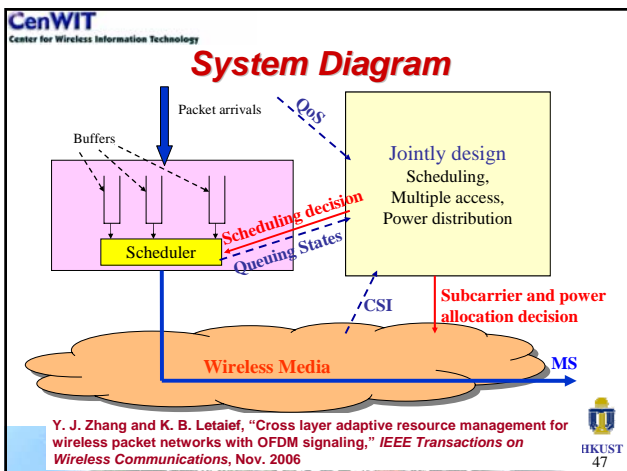 CenWIT
Center for Wireless Information Technology
System Diagram
Packet arrivals
QoS
Buffers
Jointly design
Scheduling,
Multiple access,
Power distribution
Scheduling decision
Queuing States
Scheduler
CSI
Subcarrier and power
allocation decision
Wireless Media
MS
Y. J. Zhang and K. B. Letaief, “Cross layer adaptive resource management for
wireless packet networks with OFDM signaling,” IEEE Transactions on
Wireless Communications, Nov. 2006
HKUST
47